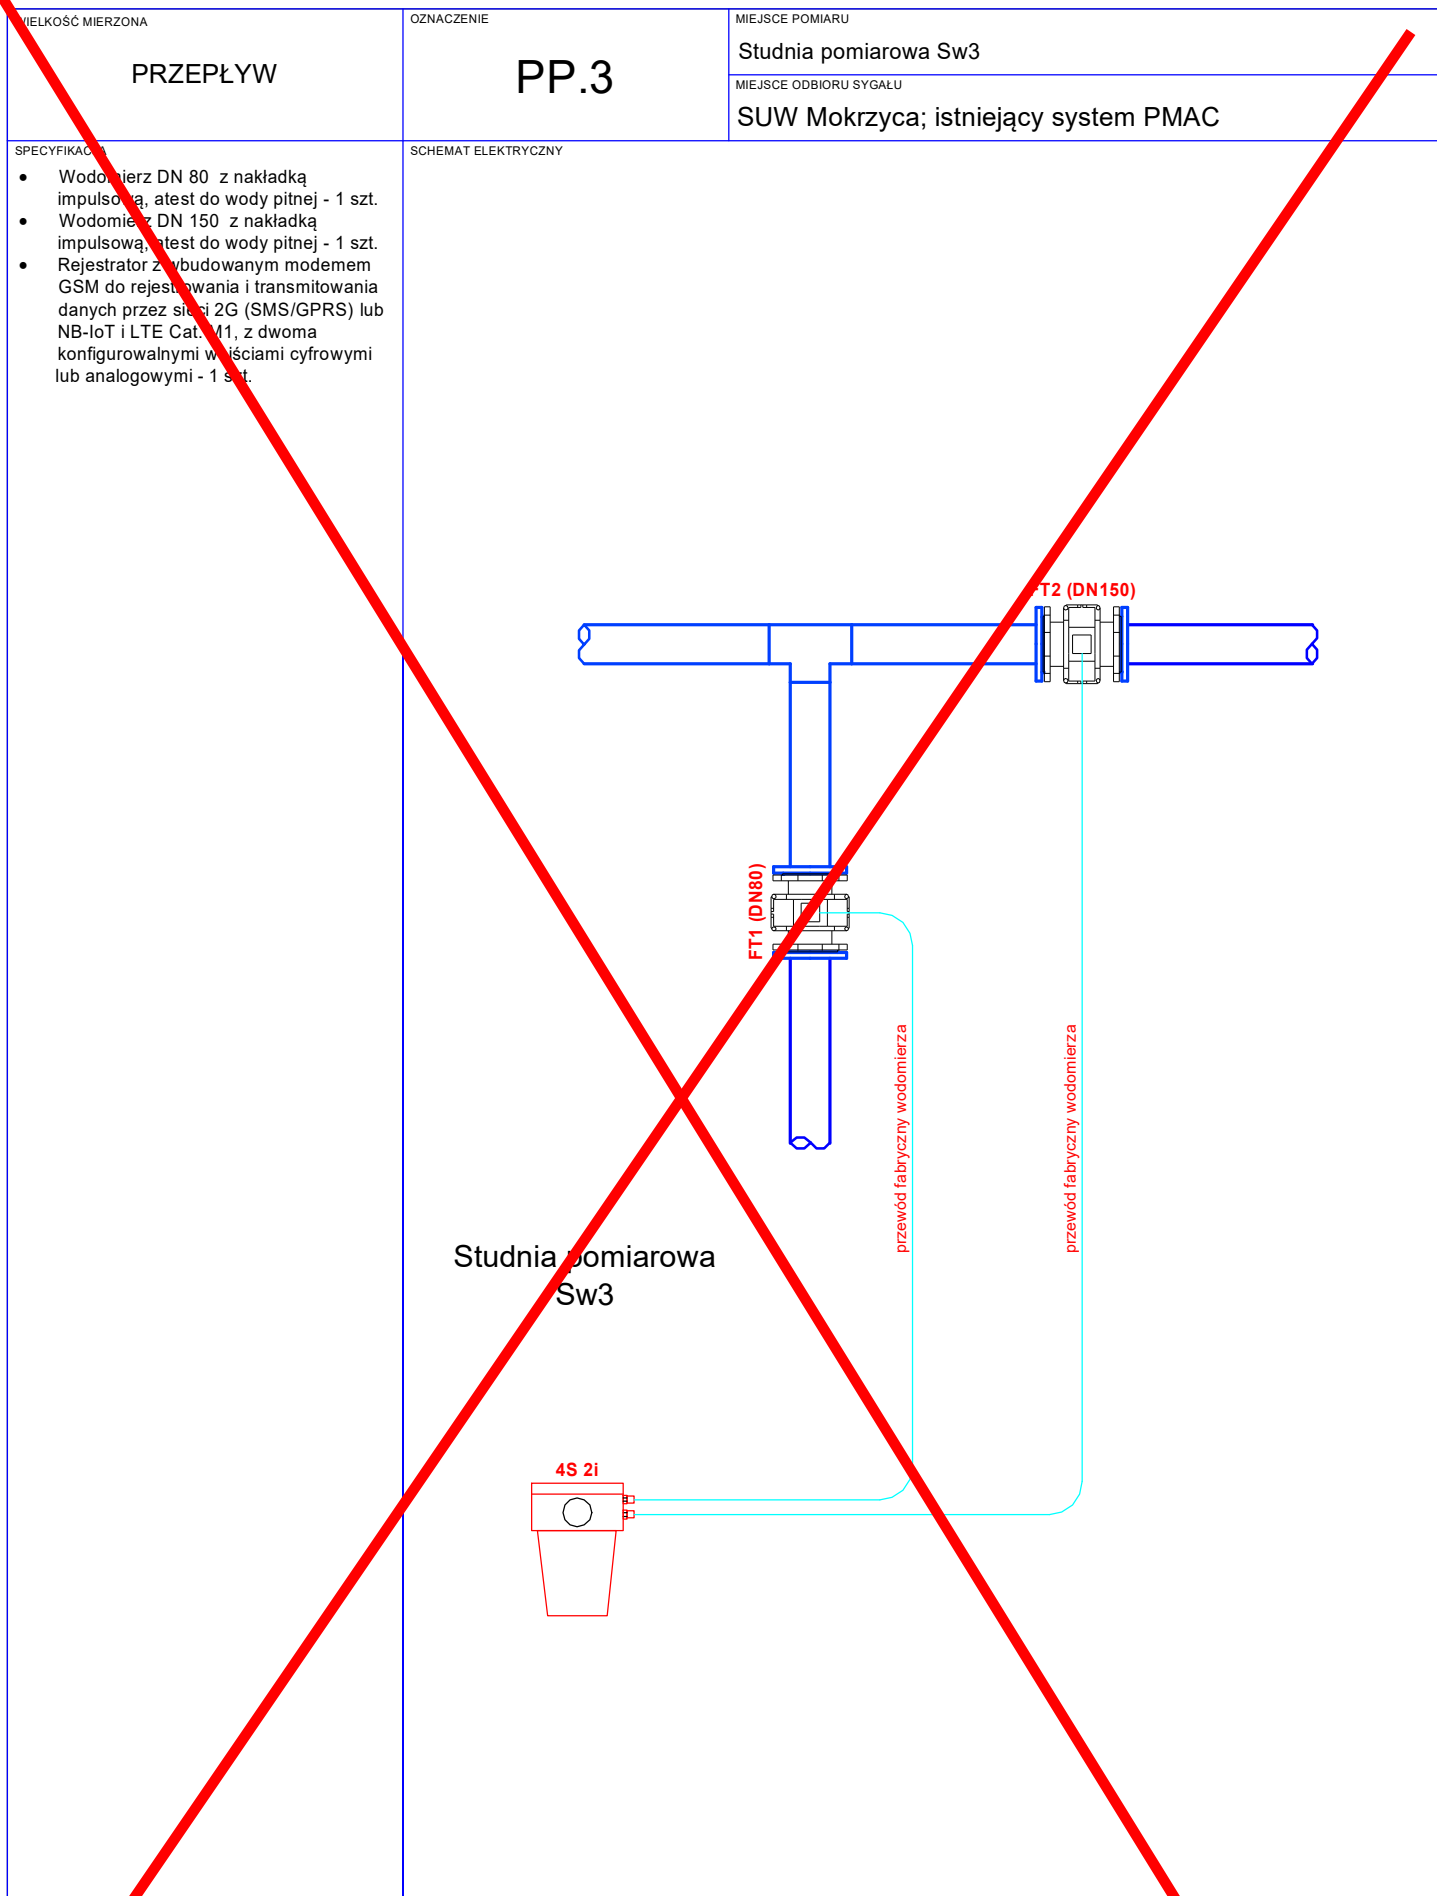 WIELKOŚĆ MIERZONA
PRZEPŁYW
OZNACZENIE
PP.3
MIEJSCE POMIARU
Studnia pomiarowa Sw3
MIEJSCE ODBIORU SYGAŁU
SUW Mokrzyca; istniejący system PMAC
SPECYFIKACJA
• Wodomierz DN 80 z nakładką
impulsową, atest do wody pitnej - 1 szt.
• Wodomierz DN 150 z nakładką
impulsową, atest do wody pitnej - 1 szt.
• Rejestrator z wbudowanym modemem
GSM do rejestrowania i transmitowania
danych przez sieci 2G (SMS/GPRS) lub
NB-IoT i LTE Cat. M1, z dwoma
konfigurowalnymi wejściami cyfrowymi
lub analogowymi - 1 szt.
SCHEMAT ELEKTRYCZNY
FT2 (DN150)
FT1 (DN80)
przewód fabryczny wodomierza
przewód fabryczny wodomierza
Studnia pomiarowa
Sw3
4S 2i